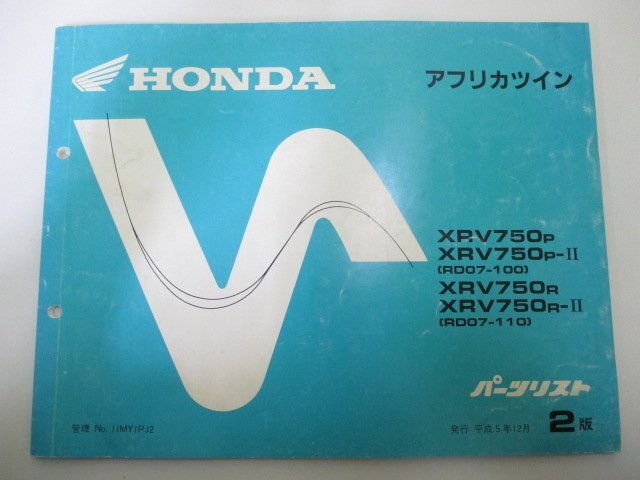 HONDA
アフリカツイン
XRV750P
XRV750P-II
(RD07-100)
XRV750R
XRV750R-II
(RD07-110)
パーツリスト
管理 No. 11MY1PJ2
発行 平成5年12月 2版